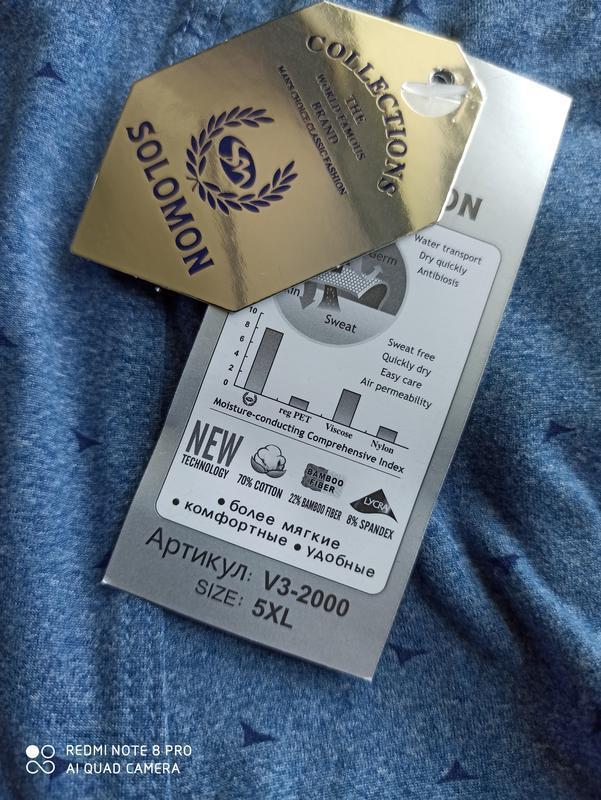 COLLECTIONS
THE
WORLD FAMOUS
BRAND
MAN'S CHOICE CLASSIC FASHION
SOLOMON
ON
Water transport
Dry quickly
Antibiosis
Germ
Sweat
Sweat free
Quickly dry
Easy care
Air permeability
10
8
6
4
2
0
reg PET
Viscose
Nylon
Moisture-conducting Comprehensive Index
NEW
TECHNOLOGY
70% COTTON
BAMBOO
FIBER
22% BAMBOO FIBER
LYCRA
8% SPANDEX
• более мягкие
• комфортные • удобные
Артикул: V3-2000
SIZE: 5XL
REDMI NOTE 8 PRO
AI QUAD CAMERA